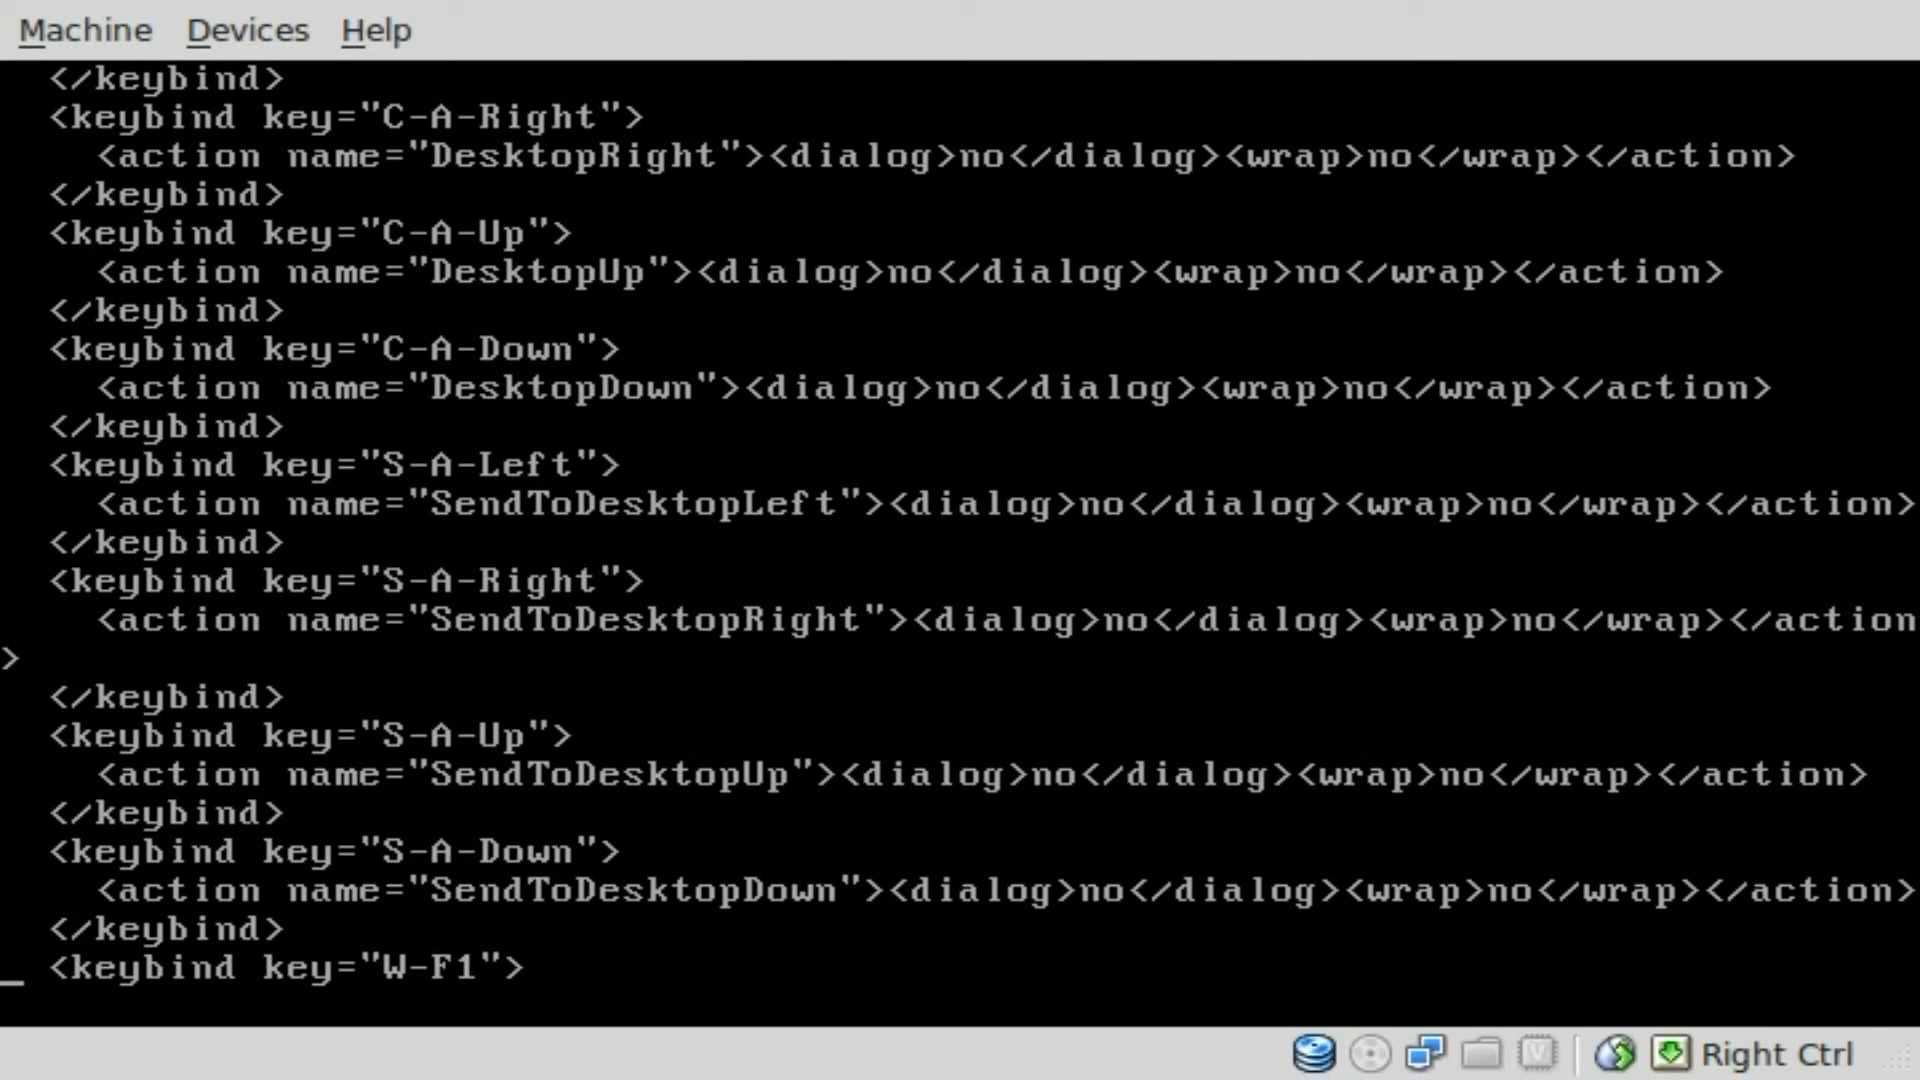 Machine Devices Help
</keybind>
<keybind key="C-A-Right">
<action name="DesktopRight"><dialog>no</dialog><wrap>no</wrap></action>
</keybind>
<keybind key="C-A-Up">
<action name="DesktopUp"><dialog>no</dialog><wrap>no</wrap></action>
</keybind>
<keybind key="C-A-Down">
<action name="DesktopDown"><dialog>no</dialog><wrap>no</wrap></action>
</keybind>
<keybind key="S-A-Left">
<action name="SendToDesktopLeft"><dialog>no</dialog><wrap>no</wrap></action>
</keybind>
<keybind key="S-A-Right">
<action name="SendToDesktopRight"><dialog>no</dialog><wrap>no</wrap></action
>
</keybind>
<keybind key="S-A-Up">
<action name="SendToDesktopUp"><dialog>no</dialog><wrap>no</wrap></action>
</keybind>
<keybind key="S-A-Down">
<action name="SendToDesktopDown"><dialog>no</dialog><wrap>no</wrap></action>
</keybind>
<keybind key="W-F1">
Right Ctrl